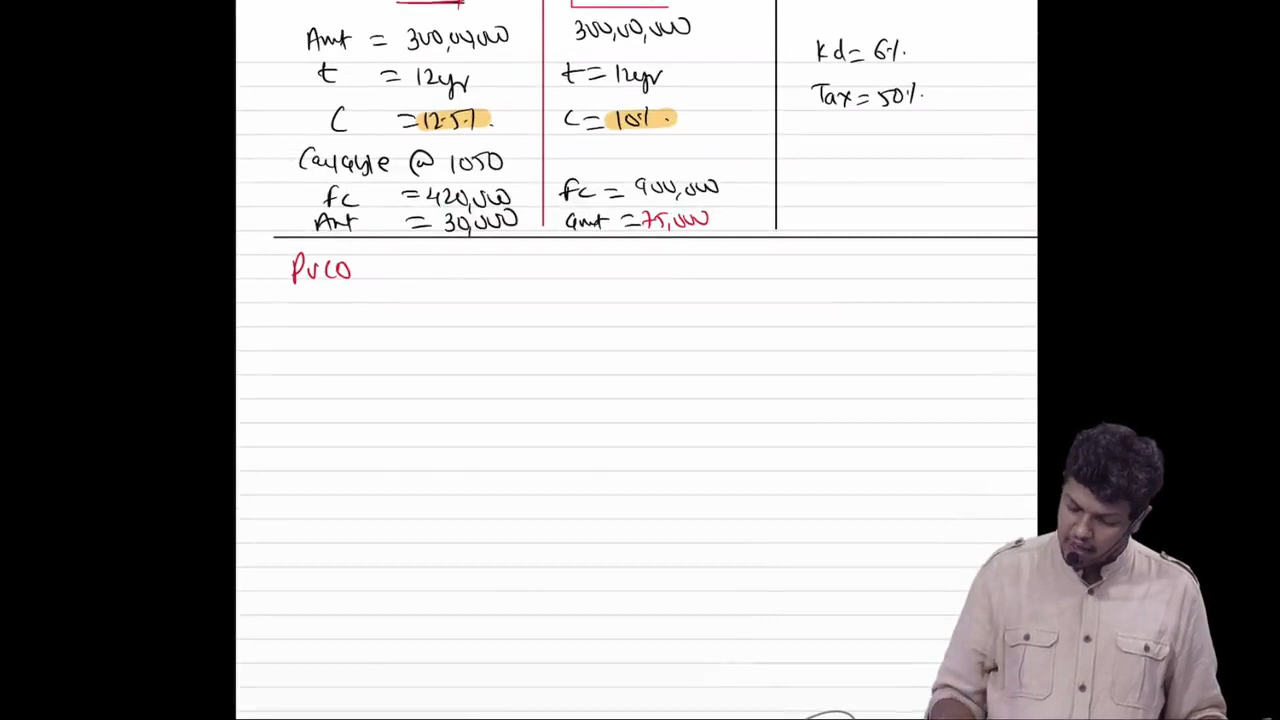 Amt = 300,00,000
t = 12yr
C = 12.5%.
Callable @ 1050
fc = 420,000
Amt = 30,000
300,00,000
t = 12yr
C = 10%.
fc = 900,000
Amt = 75,000
Kd = 6%.
Tax = 50%.
PVCO